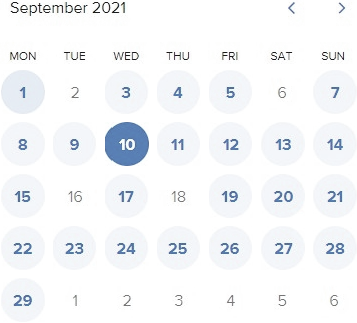 September 2021
MON TUE WED THU FRI SAT SUN
1 2 3 4 5 6 7
8 9 10 11 12 13 14
15 16 17 18 19 20 21
22 23 24 25 26 27 28
29 1 2 3 4 5 6